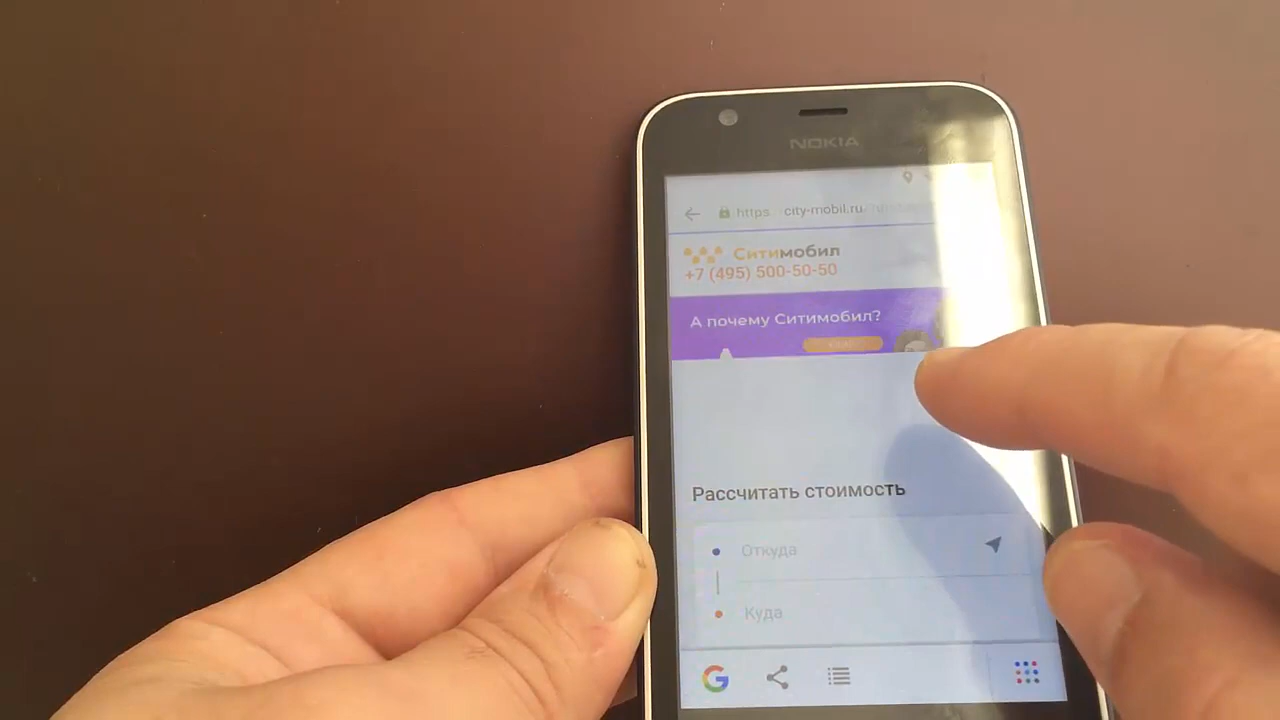 NOKIA
https city-mobil.ru
Ситимобил
+7 (495) 500-50-50
А почему Ситимобил?
Рассчитать стоимость
Откуда
Куда
G